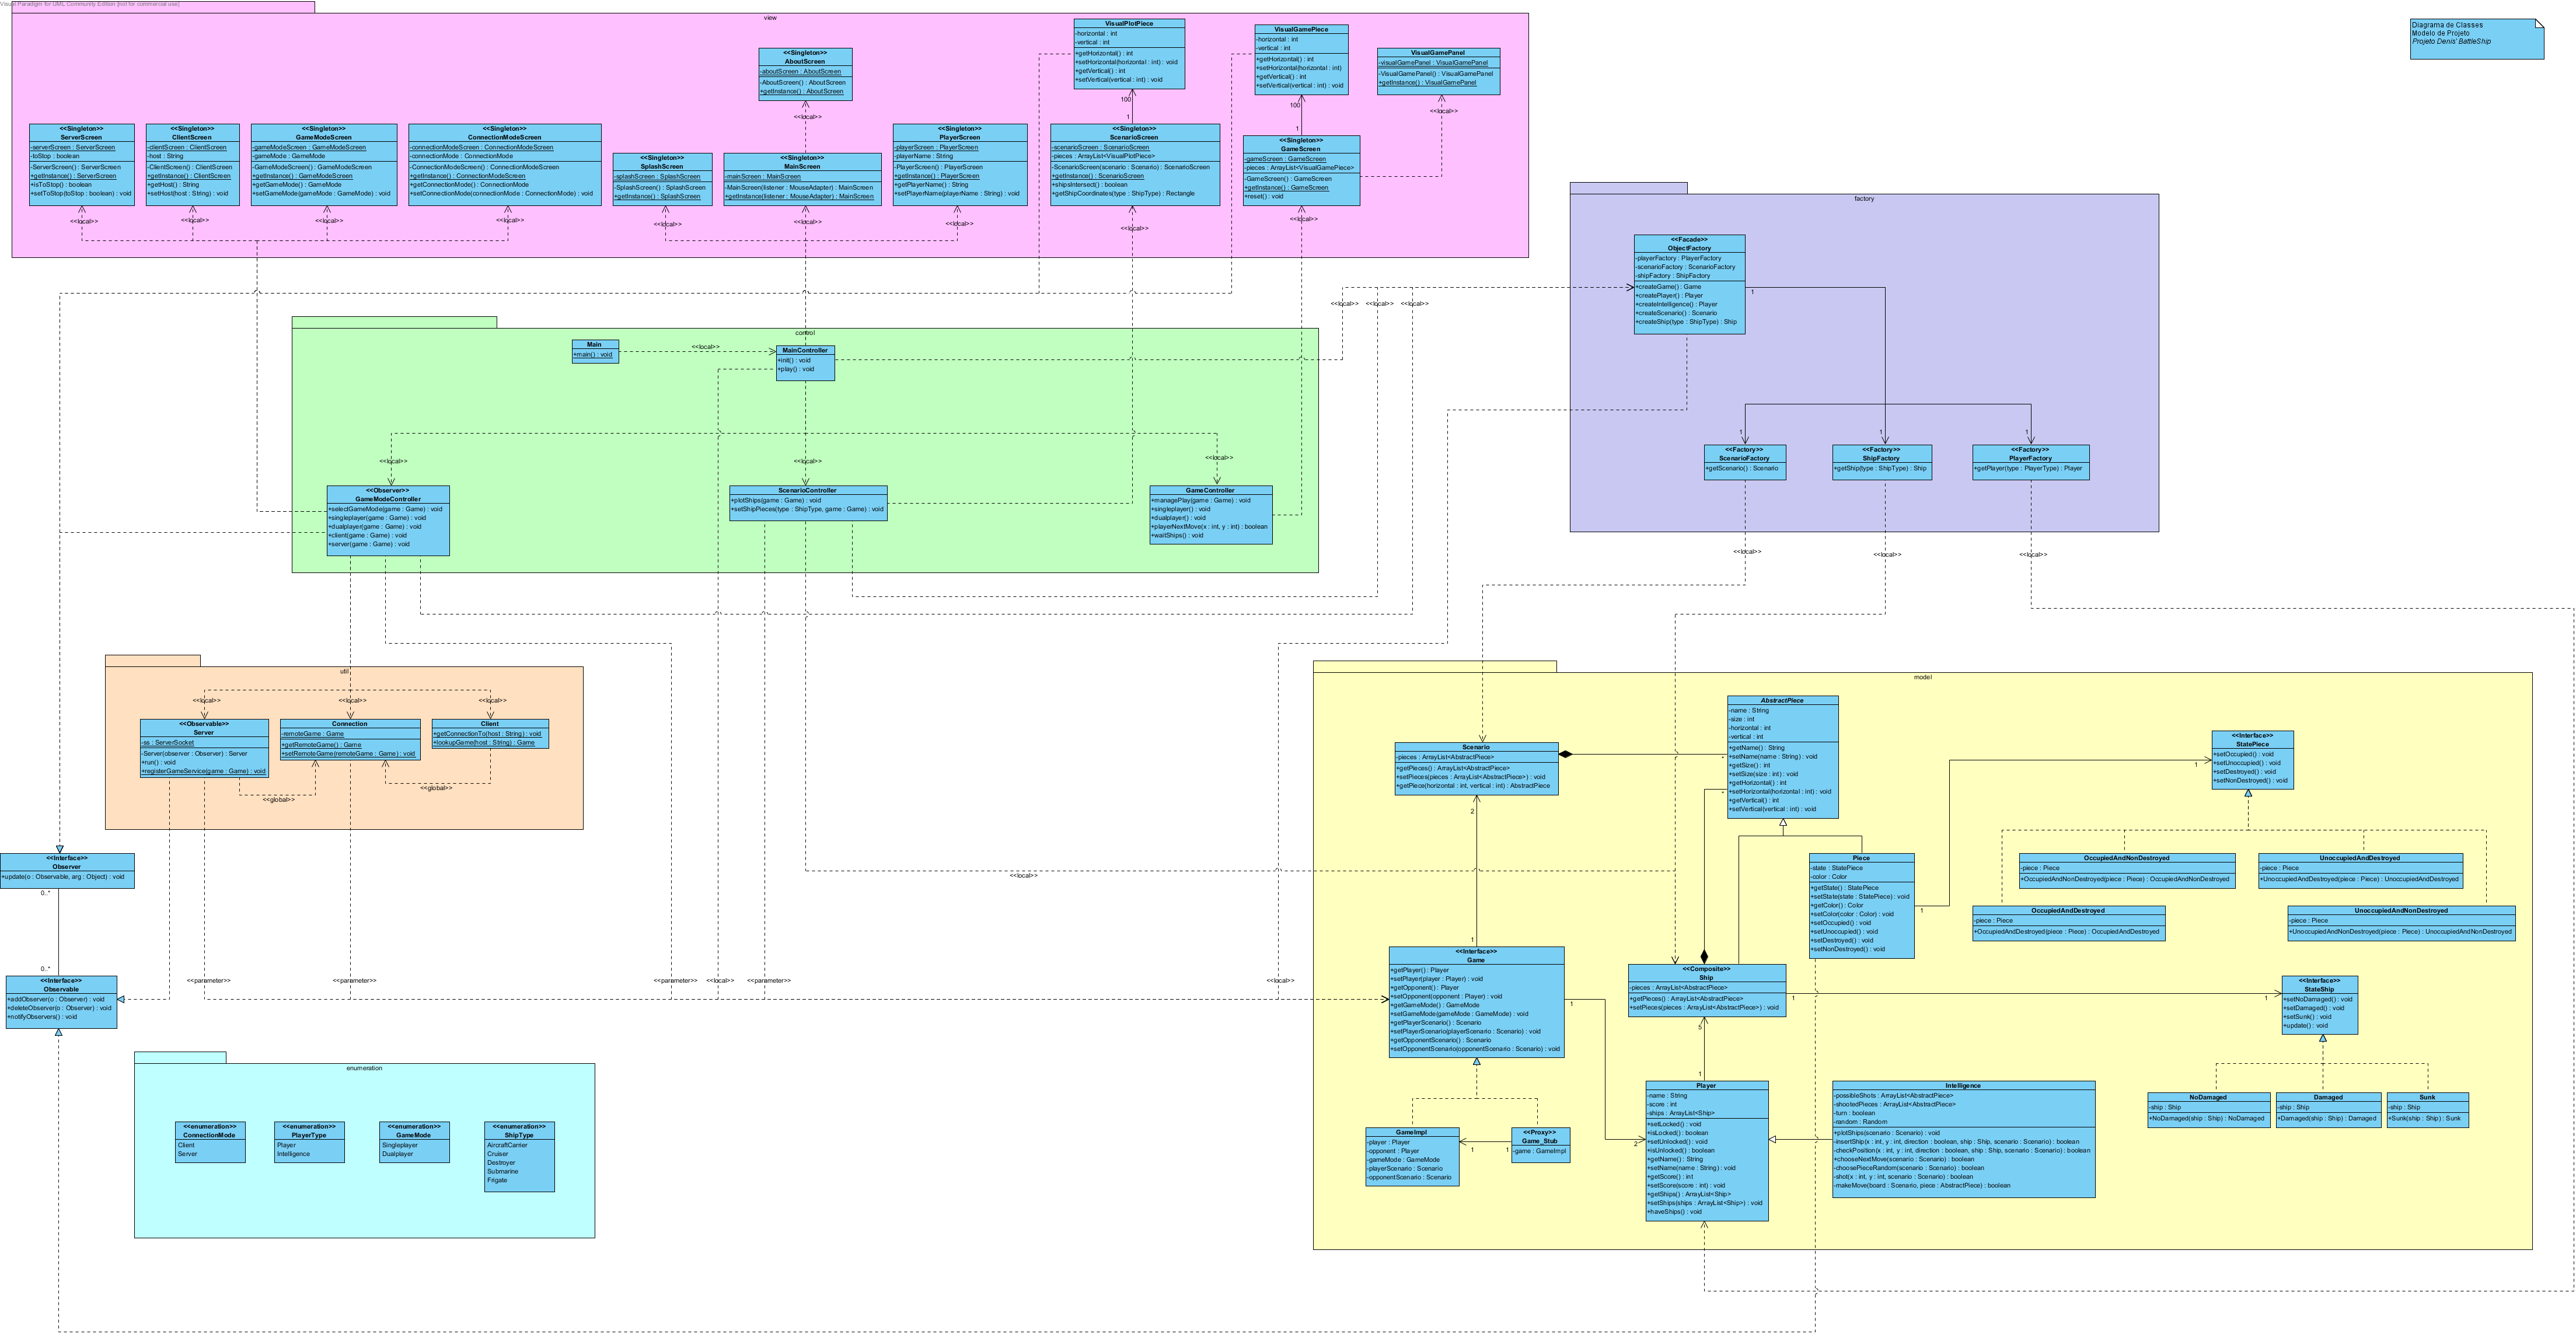 Visual Paradigm for UML Community Edition [not for commercial use]
view
<<Singleton>>
ServerScreen
-serverScreen : ServerScreen
-toStop : boolean
-ServerScreen() : ServerScreen
+getInstance() : ServerScreen
+isToStop() : boolean
+setToStop(toStop : boolean) : void
<<Singleton>>
ClientScreen
-clientScreen : ClientScreen
-host : String
-ClientScreen() : ClientScreen
+getInstance() : ClientScreen
+getHost() : String
+setHost(host : String) : void
<<Singleton>>
GameModeScreen
-gameModeScreen : GameModeScreen
-gameMode : GameMode
-GameModeScreen() : GameModeScreen
+getInstance() : GameModeScreen
+getGameMode() : GameMode
+setGameMode(gameMode : GameMode) : void
<<Singleton>>
ConnectionModeScreen
-connectionModeScreen : ConnectionModeScreen
-connectionMode : ConnectionMode
-ConnectionModeScreen() : ConnectionModeScreen
+getInstance() : ConnectionModeScreen
+getConnectionMode() : ConnectionMode
+setConnectionMode(connectionMode : ConnectionMode) : void
<<Singleton>>
SplashScreen
-splashScreen : SplashScreen
-SplashScreen() : SplashScreen
+getInstance() : SplashScreen
<<Singleton>>
AboutScreen
-aboutScreen : AboutScreen
-AboutScreen() : AboutScreen
+getInstance() : AboutScreen
<<local>>
<<Singleton>>
MainScreen
-mainScreen : MainScreen
-MainScreen(listener : MouseAdapter) : MainScreen
+getInstance(listener : MouseAdapter) : MainScreen
<<Singleton>>
PlayerScreen
-playerScreen : PlayerScreen
-playerName : String
-PlayerScreen() : PlayerScreen
+getInstance() : PlayerScreen
+getPlayerName() : String
+setPlayerName(playerName : String) : void
VisualPlotPiece
-horizontal : int
-vertical : int
+getHorizontal() : int
+setHorizontal(horizontal : int) : void
+getVertical() : int
+setVertical(vertical : int) : void
100
1
<<Singleton>>
ScenarioScreen
-scenarioScreen : ScenarioScreen
-pieces : ArrayList<VisualPlotPiece>
-ScenarioScreen(scenario : Scenario) : ScenarioScreen
+getInstance() : ScenarioScreen
+shipsIntersect() : boolean
+getShipCoordinates(type : ShipType) : Rectangle
VisualGamePiece
-horizontal : int
-vertical : int
+getHorizontal() : int
+setHorizontal(horizontal : int)
+getVertical() : int
+setVertical(vertical : int) : void
100
1
<<Singleton>>
GameScreen
-gameScreen : GameScreen
-pieces : ArrayList<VisualGamePiece>
-GameScreen() : GameScreen
+getInstance() : GameScreen
+reset() : void
<<Singleton>>
VisualGamePanel
-visualGamePanel : VisualGamePanel
-VisualGamePanel() : VisualGamePanel
+getInstance() : VisualGamePanel
<<local>>
<<local>>
<<local>>
<<local>>
<<local>>
<<local>>
<<local>>
<<local>>
<<local>>
<<local>>
Diagrama de Classes
Modelo de Projeto
Projeto Denis' BattleShip
factory
<<Facade>>
ObjectFactory
-playerFactory : PlayerFactory
-scenarioFactory : ScenarioFactory
-shipFactory : ShipFactory
+createGame() : Game
+createPlayer() : Player
+createIntelligence() : Player
+createScenario() : Scenario
+createShip(type : ShipType) : Ship
1
1
1
1
<<Factory>>
ScenarioFactory
+getScenario() : Scenario
<<Factory>>
ShipFactory
+getShip(type : ShipType) : Ship
<<Factory>>
PlayerFactory
+getPlayer(type : PlayerType) : Player
<<local>>
<<local>>
<<local>>
<<local>>
<<local>>
<<local>>
control
Main
+main() : void
<<local>>
MainController
+init() : void
+play() : void
<<local>>
<<local>>
<<local>>
<<Observer>>
GameModeController
+selectGameMode(game : Game) : void
+singleplayer(game : Game) : void
+dualplayer(game : Game) : void
+client(game : Game) : void
+server(game : Game) : void
ScenarioController
+plotShips(game : Game) : void
+setShipPieces(type : ShipType, game : Game) : void
GameController
+managePlay(game : Game) : void
+singleplayer() : void
+dualplayer() : void
+playerNextMove(x : int, y : int) : boolean
+waitShips() : void
util
<<local>>
<<local>>
<<local>>
<<Observable>>
Server
-ss : ServerSocket
-Server(observer : Observer) : Server
+run() : void
+registerGameService(game : Game) : void
Connection
-remoteGame : Game
+getRemoteGame() : Game
+setRemoteGame(remoteGame : Game) : void
Client
+getConnectionTo(host : String) : void
+lookupGame(host : String) : Game
<<global>>
<<global>>
<<Interface>>
Observer
+update(o : Observable, arg : Object) : void
0..*
0..*
<<Interface>>
Observable
+addObserver(o : Observer) : void
+deleteObserver(o : Observer) : void
+notifyObservers() : void
<<parameter>>
<<parameter>>
<<parameter>>
<<local>>
<<parameter>>
<<local>>
<<local>>
enumeration
<<enumeration>>
ConnectionMode
Client
Server
<<enumeration>>
PlayerType
Player
Intelligence
<<enumeration>>
GameMode
Singleplayer
Dualplayer
<<enumeration>>
ShipType
AircraftCarrier
Cruiser
Destroyer
Submarine
Frigate
model
Scenario
-pieces : ArrayList<AbstractPiece>
+getPieces() : ArrayList<AbstractPiece>
+setPieces(pieces : ArrayList<AbstractPiece>) : void
+getPiece(horizontal : int, vertical : int) : AbstractPiece
2
1
AbstractPiece
-name : String
-size : int
-horizontal : int
-vertical : int
+getName() : String
+setName(name : String) : void
+getSize() : int
+setSize(size : int) : void
+getHorizontal() : int
+setHorizontal(horizontal : int) : void
+getVertical() : int
+setVertical(vertical : int) : void
*
*
Piece
-state : StatePiece
-color : Color
+getState() : StatePiece
+setState(state : StatePiece) : void
+getColor() : Color
+setColor(color : Color) : void
+setOccupied() : void
+setUnoccupied() : void
+setDestroyed() : void
+setNonDestroyed() : void
1
1
<<Interface>>
StatePiece
+setOccupied() : void
+setUnoccupied() : void
+setDestroyed() : void
+setNonDestroyed() : void
OccupiedAndNonDestroyed
-piece : Piece
+OccupiedAndNonDestroyed(piece : Piece) : OccupiedAndNonDestroyed
UnoccupiedAndDestroyed
-piece : Piece
+UnoccupiedAndDestroyed(piece : Piece) : UnoccupiedAndDestroyed
OccupiedAndDestroyed
-piece : Piece
+OccupiedAndDestroyed(piece : Piece) : OccupiedAndDestroyed
UnoccupiedAndNonDestroyed
-piece : Piece
+UnoccupiedAndNonDestroyed(piece : Piece) : UnoccupiedAndNonDestroyed
<<Interface>>
Game
+getPlayer() : Player
+setPlayer(player : Player) : void
+getOpponent() : Player
+setOpponent(opponent : Player) : void
+getGameMode() : GameMode
+setGameMode(gameMode : GameMode) : void
+getPlayerScenario() : Scenario
+setPlayerScenario(playerScenario : Scenario) : void
+getOpponentScenario() : Scenario
+setOpponentScenario(opponentScenario : Scenario) : void
1
2
<<Composite>>
Ship
-pieces : ArrayList<AbstractPiece>
+getPieces() : ArrayList<AbstractPiece>
+setPieces(pieces : ArrayList<AbstractPiece>) : void
1
1
5
1
<<Interface>>
StateShip
+setNoDamaged() : void
+setDamaged() : void
+setSunk() : void
+update() : void
GameImpl
-player : Player
-opponent : Player
-gameMode : GameMode
-playerScenario : Scenario
-opponentScenario : Scenario
1
1
<<Proxy>>
Game_Stub
-game : GameImpl
Player
-name : String
-score : int
-ships : ArrayList<Ship>
+setLocked() : void
+isLocked() : boolean
+setUnlocked() : void
+isUnlocked() : boolean
+getName() : String
+setName(name : String) : void
+getScore() : int
+setScore(score : int) : void
+getShips() : ArrayList<Ship>
+setShips(ships : ArrayList<Ship>) : void
+haveShips() : void
Intelligence
-possibleShots : ArrayList<AbstractPiece>
-shootedPieces : ArrayList<AbstractPiece>
-turn : boolean
-random : Random
+plotShips(scenario : Scenario) : void
-insertShip(x : int, y : int, direction : boolean, ship : Ship, scenario : Scenario) : boolean
-checkPosition(x : int, y : int, direction : boolean, ship : Ship, scenario : Scenario) : boolean
+chooseNextMove(scenario : Scenario) : boolean
-choosePieceRandom(scenario : Scenario) : boolean
-shot(x : int, y : int, scenario : Scenario) : boolean
-makeMove(board : Scenario, piece : AbstractPiece) : boolean
NoDamaged
-ship : Ship
+NoDamaged(ship : Ship) : NoDamaged
Damaged
-ship : Ship
+Damaged(ship : Ship) : Damaged
Sunk
-ship : Ship
+Sunk(ship : Ship) : Sunk